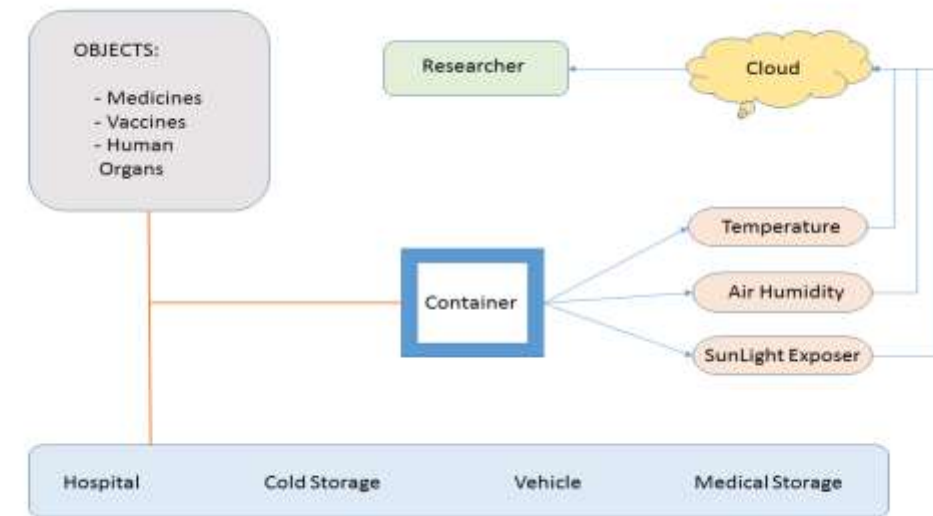 OBJECTS:
- Medicines
- Vaccines
- Human
Organs
Researcher
Cloud
Temperature
Container
Air Humidity
SunLight Exposer
Hospital Cold Storage Vehicle Medical Storage